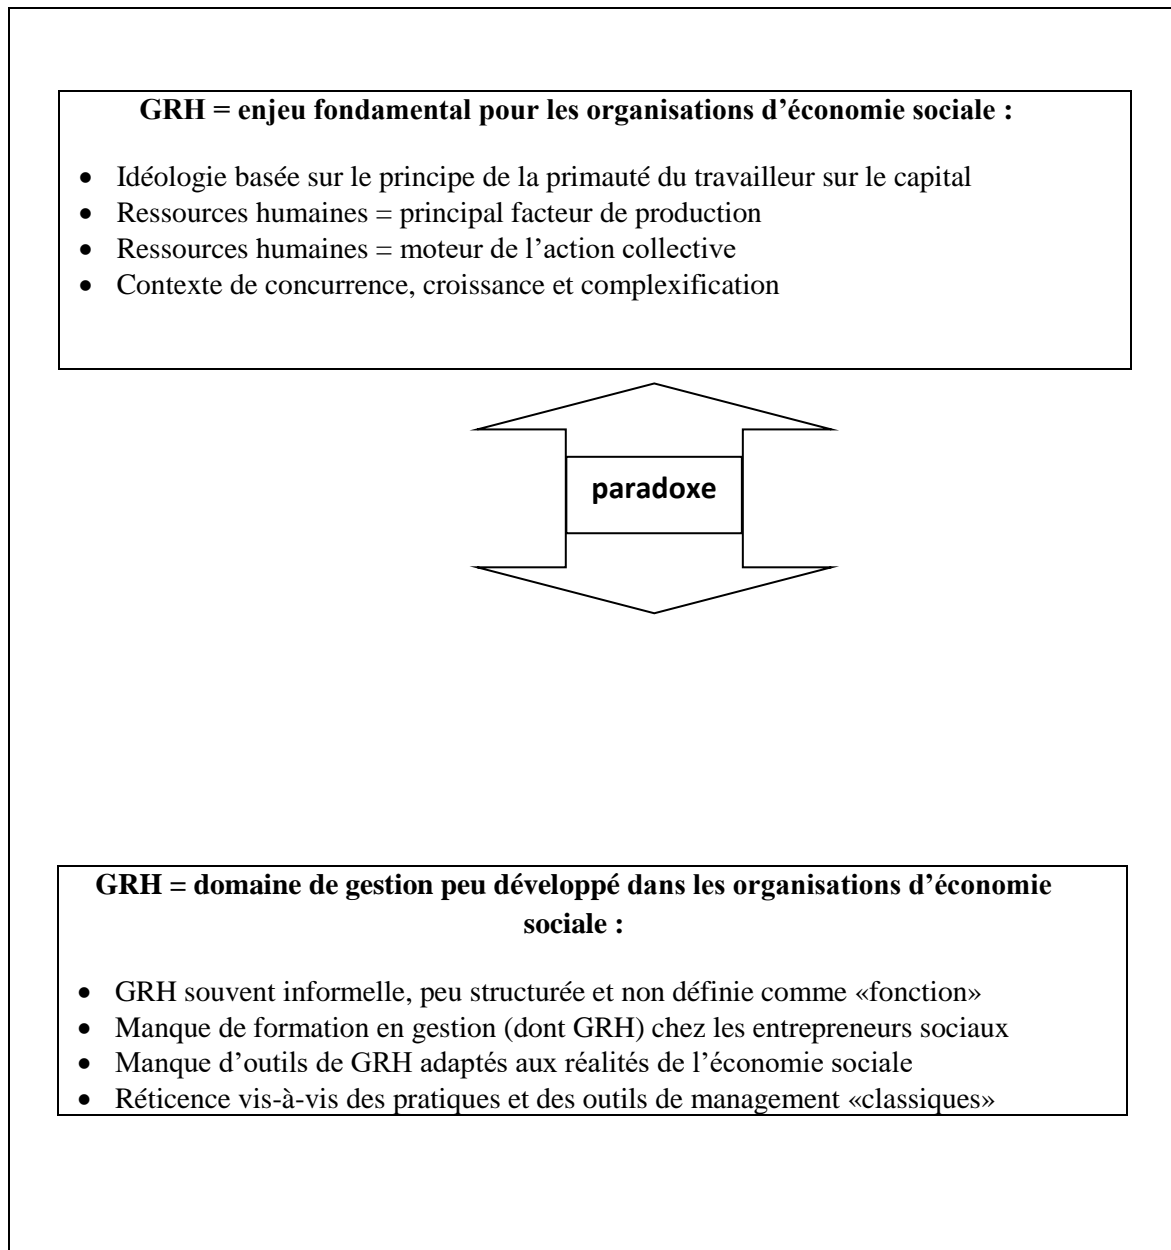 GRH = enjeu fondamental pour les organisations d’économie sociale :
• Idéologie basée sur le principe de la primauté du travailleur sur le capital
• Ressources humaines = principal facteur de production
• Ressources humaines = moteur de l’action collective
• Contexte de concurrence, croissance et complexification
paradoxe
GRH = domaine de gestion peu développé dans les organisations d’économie
sociale :
• GRH souvent informelle, peu structurée et non définie comme «fonction»
• Manque de formation en gestion (dont GRH) chez les entrepreneurs sociaux
• Manque d’outils de GRH adaptés aux réalités de l’économie sociale
• Réticence vis-à-vis des pratiques et des outils de management «classiques»